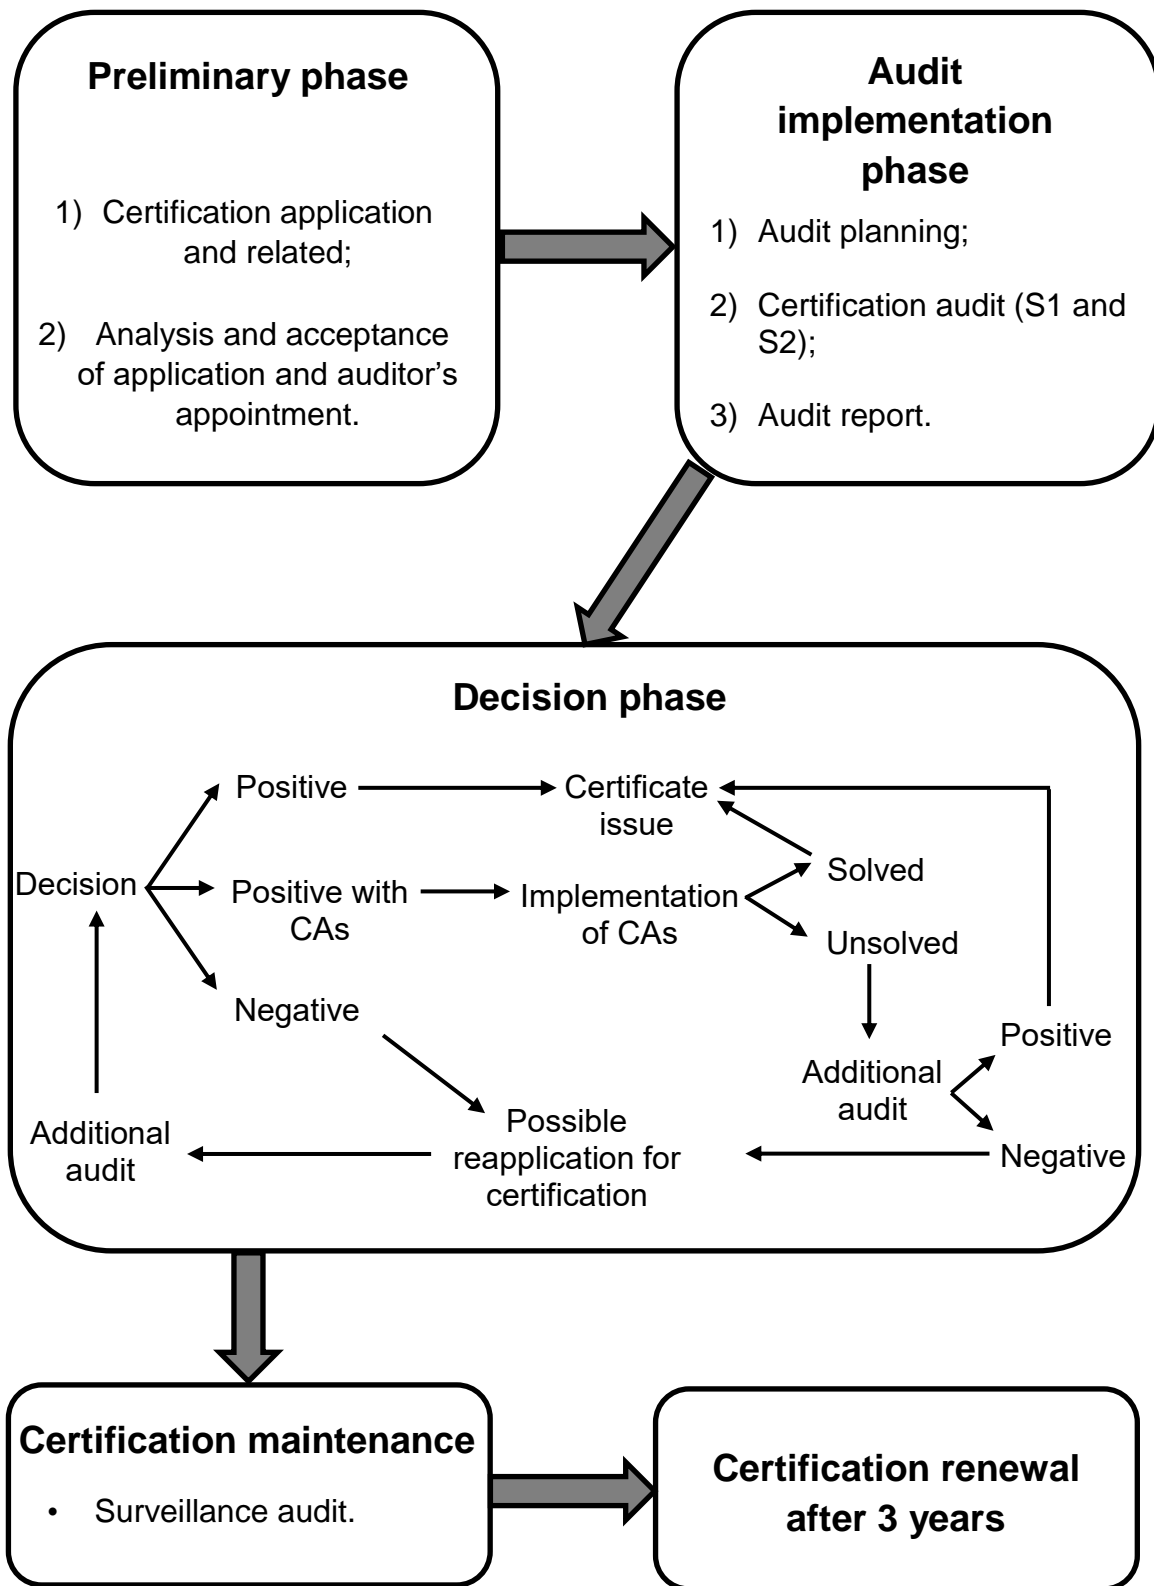 Preliminary phase
1) Certification application
and related;
2) Analysis and acceptance
of application and auditor's
appointment.
Audit
implementation
phase
1) Audit planning;
2) Certification audit (S1 and
S2);
3) Audit report.
Decision phase
Positive
Certificate
issue
Decision
Positive with
CAs
Implementation
of CAs
Solved
Unsolved
Negative
Positive
Additional
audit
Additional
audit
Possible
reapplication for
certification
Negative
Certification maintenance
• Surveillance audit.
Certification renewal
after 3 years